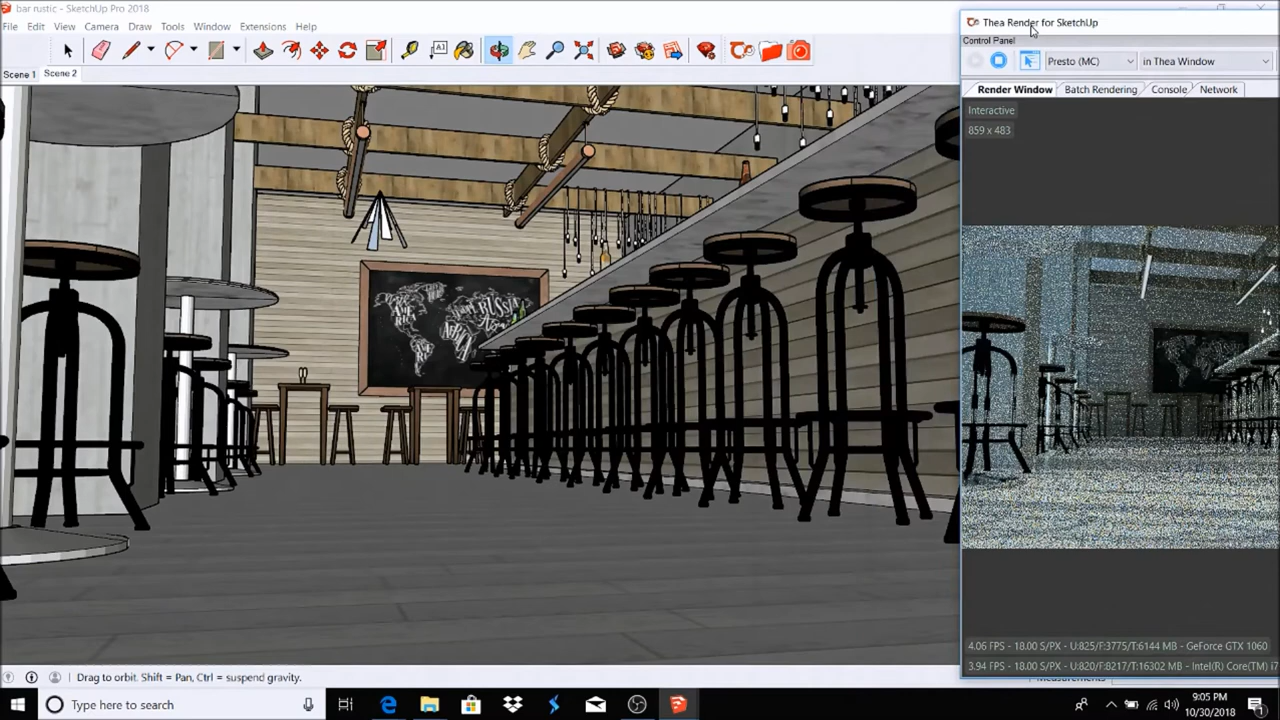 bar rustic - SketchUp Pro 2018
File Edit View Camera Draw Tools Window Extensions Help
Scene 1 Scene 2
Thea Render for SketchUp
Control Panel
Presto (MC) in Thea Window
Render Window Batch Rendering Console Network
Interactive
859 x 483
A1
RUSSIA
4.06 FPS - 18.00 S/PX - U:825/F:3775/T:6144 MB - GeForce GTX 1060
3.94 FPS - 18.00 S/PX - U:820/F:8217/T:16302 MB - Intel(R) Core(TM) i7
Drag to orbit. Shift = Pan, Ctrl = suspend gravity.
Measurements
Type here to search
9:05 PM
10/30/2018
1